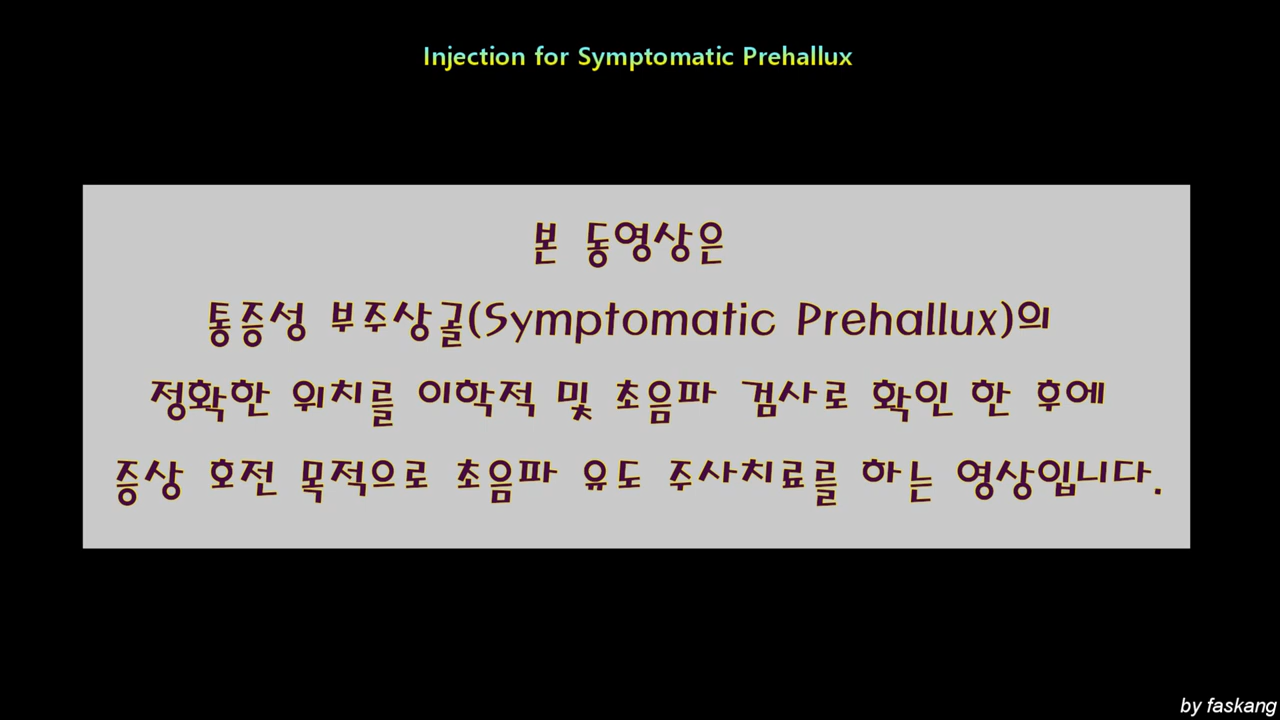 Injection for Symptomatic Prehallux
본 동영상은
통증성 부주상골(Symptomatic Prehallux)의
정확한 위치를 이학적 및 초음파 검사로 확인 한 후에
증상 호전 목적으로 초음파 유도 주사치료를 하는 영상입니다.
by faskang